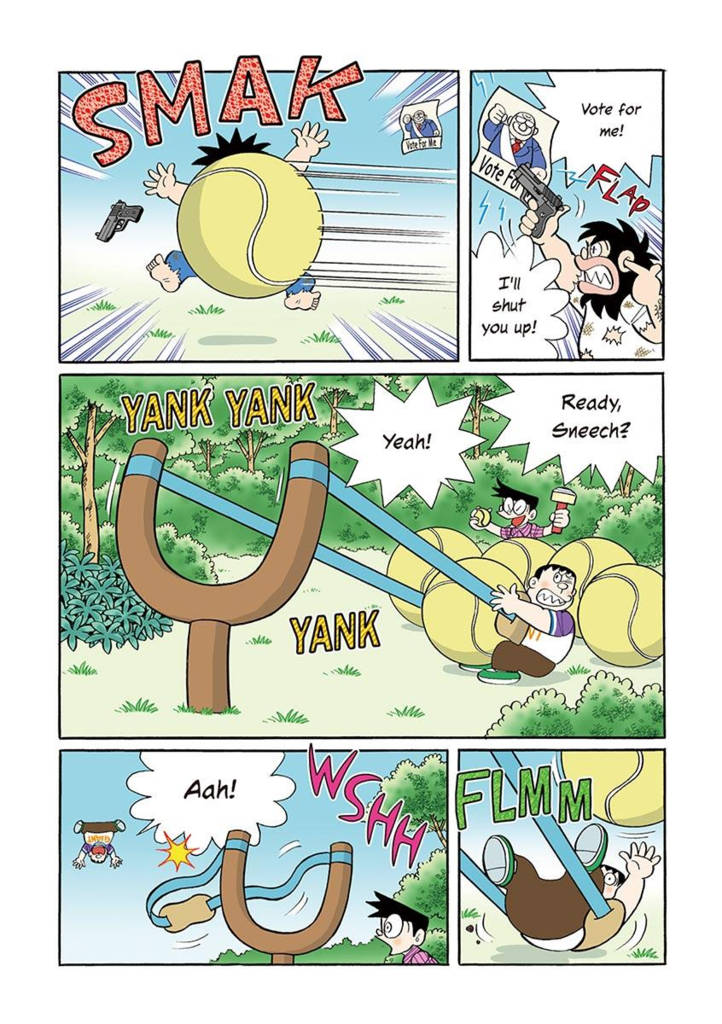 Vote for
me!
Vote For
FLAP
I'll
shut
you up!
SMAK
Vote For Me
Ready,
Sneech?
Yeah!
YANK YANK
YANK
FLMM
WSHH
Aah!